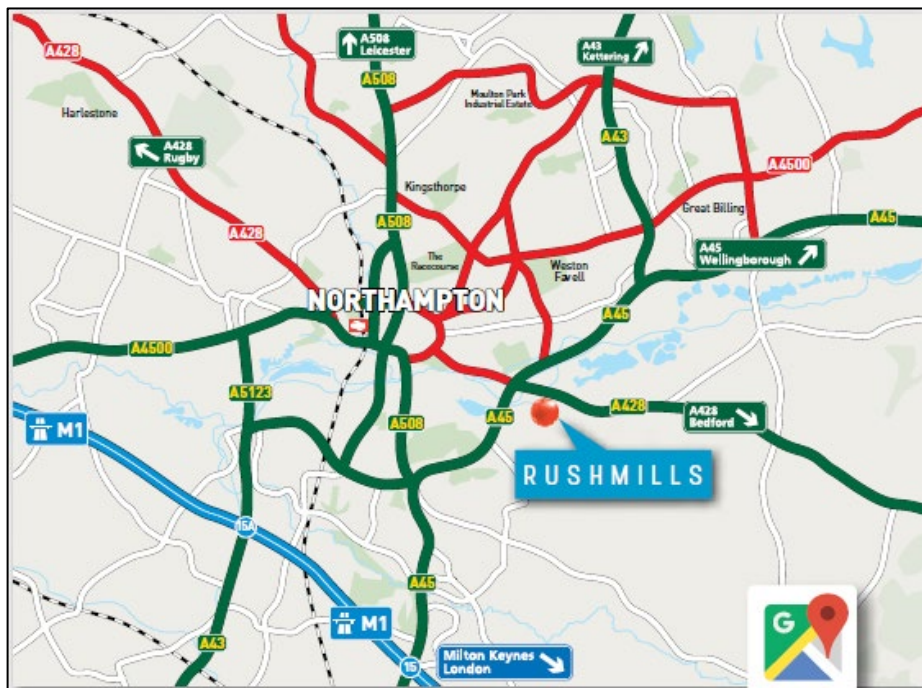 A428
A508
Leicester
A43
Kettering
A508
Moulton Park
Industrial Estate
Harlestone
A43
A428
Rugby
A4500
Kingsthorpe
Great Billing
A508
A428
A45
The
Racecourse
Weston
Favell
A45
Wellingborough
NORTHAMPTON
A45
A4500
A5123
A508
A45
A428
A428
Bedford
M1
RUSHMILLS
15A
A45
G
M1
A43
15
Milton Keynes
London